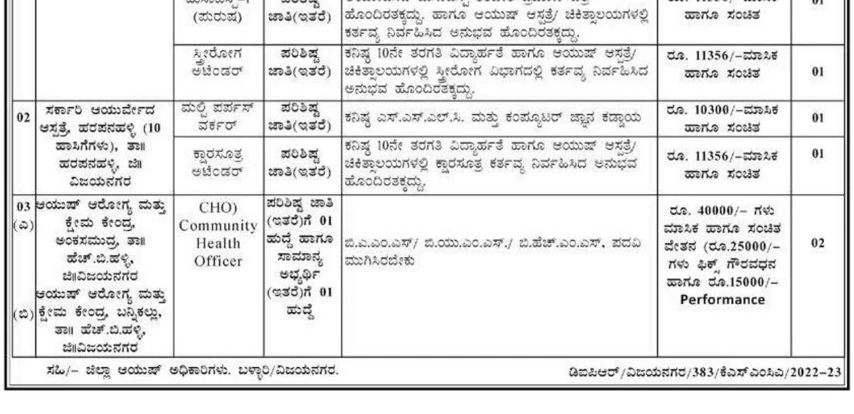 (ಪುರುಷ)
ಜಾತಿ(ಇತರೆ)
ಹೊಂದಿರತಕ್ಕದ್ದು. ಹಾಗೂ ಆಯುಷ್ ಆಸ್ಪತ್ರೆ/ ಚಿಕಿತ್ಸಾಲಯಗಳಲ್ಲಿ
ಕರ್ತವ್ಯ ನಿರ್ವಹಿಸಿದ ಅನುಭವ ಹೊಂದಿರತಕ್ಕದ್ದು.
ಹಾಗೂ ಸಂಚಿತ
01
ಸ್ತ್ರೀರೋಗ
ಅಟೆಂಡರ್
ಪರಿಶಿಷ್ಟ
ಜಾತಿ(ಇತರೆ)
ಕನಿಷ್ಠ 10ನೇ ತರಗತಿ ವಿದ್ಯಾರ್ಹತೆ ಹಾಗೂ ಆಯುಷ್ ಆಸ್ಪತ್ರೆ/
ಚಿಕಿತ್ಸಾಲಯಗಳಲ್ಲಿ ಸ್ತ್ರೀರೋಗ ವಿಭಾಗದಲ್ಲಿ ಕರ್ತವ್ಯ ನಿರ್ವಹಿಸಿದ
ಅನುಭವ ಹೊಂದಿರತಕ್ಕದ್ದು.
ರೂ. 11356/-ಮಾಸಿಕ
ಹಾಗೂ ಸಂಚಿತ
01
02
ಸರ್ಕಾರಿ ಆಯುರ್ವೇದ
ಆಸ್ಪತ್ರೆ, ಹರಪನಹಳ್ಳಿ (10
ಹಾಸಿಗೆಗಳು), ತಾ॥
ಹರಪನಹಳ್ಳಿ, ಜಿ॥
ವಿಜಯನಗರ
ಮಲ್ಟಿ ಪರ್ಪಸ್
ವರ್ಕರ್
ಪರಿಶಿಷ್ಟ
ಜಾತಿ(ಇತರೆ)
ಕನಿಷ್ಠ ಎಸ್.ಎಸ್.ಎಲ್.ಸಿ. ಮತ್ತು ಕಂಪ್ಯೂಟರ್ ಜ್ಞಾನ ಕಡ್ಡಾಯ
ರೂ. 10300/-ಮಾಸಿಕ
ಹಾಗೂ ಸಂಚಿತ
01
ಕ್ಷಾರಸೂತ್ರ
ಅಟೆಂಡರ್
ಪರಿಶಿಷ್ಟ
ಜಾತಿ(ಇತರೆ)
ಕನಿಷ್ಠ 10ನೇ ತರಗತಿ ವಿದ್ಯಾರ್ಹತೆ ಹಾಗೂ ಆಯುಷ್ ಆಸ್ಪತ್ರೆ/
ಚಿಕಿತ್ಸಾಲಯಗಳಲ್ಲಿ ಕ್ಷಾರಸೂತ್ರ ಕರ್ತವ್ಯ ನಿರ್ವಹಿಸಿದ ಅನುಭವ
ಹೊಂದಿರತಕ್ಕದ್ದು.
ರೂ. 11356/-ಮಾಸಿಕ
ಹಾಗೂ ಸಂಚಿತ
01
03
(ಎ)
ಆಯುಷ್ ಆರೋಗ್ಯ ಮತ್ತು
ಕ್ಷೇಮ ಕೇಂದ್ರ,
ಅಂಕಸಮುದ್ರ, ತಾ॥
ಹೆಚ್.ಬಿ.ಹಳ್ಳಿ,
ಜಿ॥ವಿಜಯನಗರ
(ಬಿ)
ಆಯುಷ್ ಆರೋಗ್ಯ ಮತ್ತು
ಕ್ಷೇಮ ಕೇಂದ್ರ, ಬನ್ನಿಕಲ್ಲು,
ತಾ॥ ಹೆಚ್.ಬಿ.ಹಳ್ಳಿ,
ಜಿ॥ವಿಜಯನಗರ
CHO)
Community
Health
Officer
ಪರಿಶಿಷ್ಟ ಜಾತಿ
(ಇತರೆ)ಗೆ 01
ಹುದ್ದೆ ಹಾಗೂ
ಸಾಮಾನ್ಯ
ಅಭ್ಯರ್ಥಿ
(ಇತರೆ)ಗೆ 01
ಹುದ್ದೆ
ಬಿ.ಎ.ಎಂ.ಎಸ್/ ಬಿ.ಯು.ಎಂ.ಎಸ್./ ಬಿ.ಹೆಚ್.ಎಂ.ಎಸ್, ಪದವಿ
ಮುಗಿಸಿರಬೇಕು
ರೂ. 40000/- ಗಳು
ಮಾಸಿಕ ಹಾಗೂ ಸಂಚಿತ
ವೇತನ (ರೂ.25000/-
ಗಳು ಫಿಕ್ಸ್ ಗೌರವಧನ
ಹಾಗೂ ರೂ.15000/-
Performance
02
ಸಹಿ/- ಜಿಲ್ಲಾ ಆಯುಷ್ ಅಧಿಕಾರಿಗಳು. ಬಳ್ಳಾರಿ/ವಿಜಯನಗರ.
ಡಿಐಪಿಆರ್/ವಿಜಯನಗರ/383/ಕೆಎಸ್ಎಂಸಿಎ/2022-23